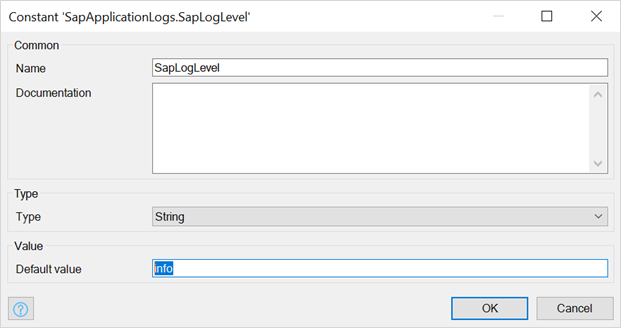 Constant 'SapApplicationLogs.SapLogLevel'
Common
Name
SapLogLevel
Documentation
Type
Type
String
Value
Default value
info
?
OK
Cancel